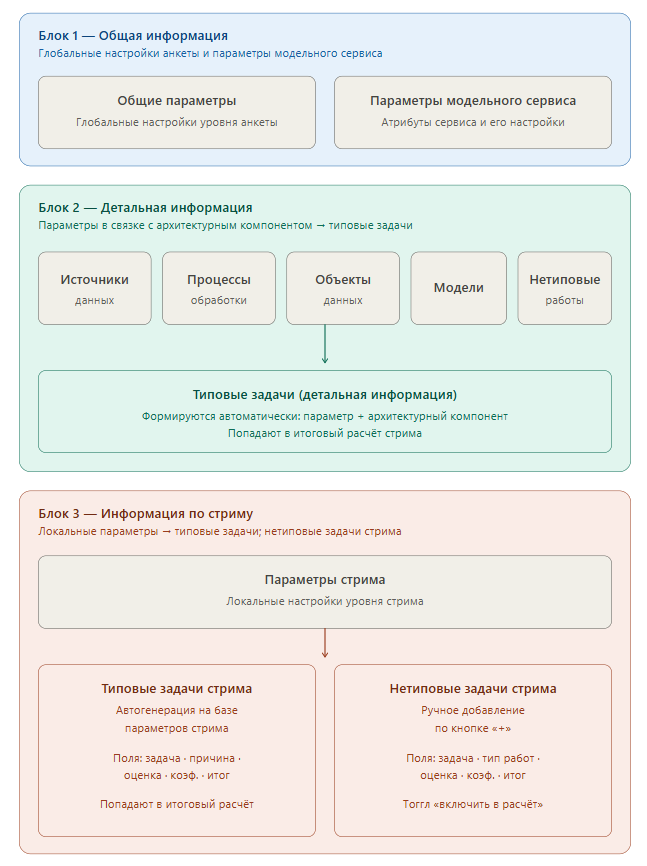 Блок 1 — Общая информация
Глобальные настройки анкеты и параметры модельного сервиса
Общие параметры
Глобальные настройки уровня анкеты
Параметры модельного сервиса
Атрибуты сервиса и его настройки
Блок 2 — Детальная информация
Параметры в связке с архитектурным компонентом → типовые задачи
Источники
данных
Процессы
обработки
Объекты
данных
Модели
Нетиповые
работы
Типовые задачи (детальная информация)
Формируются автоматически: параметр + архитектурный компонент
Попадают в итоговый расчёт стрима
Блок 3 — Информация по стриму
Локальные параметры → типовые задачи; нетиповые задачи стрима
Параметры стрима
Локальные настройки уровня стрима
Типовые задачи стрима
Автогенерация на базе
параметров стрима
Поля: задача · причина ·
оценка · коэф. · итог
Попадают в итоговый расчёт
Нетиповые задачи стрима
Ручное добавление
по кнопке «+»
Поля: задача · тип работ ·
оценка · коэф. · итог
Тоггл «включить в расчёт»